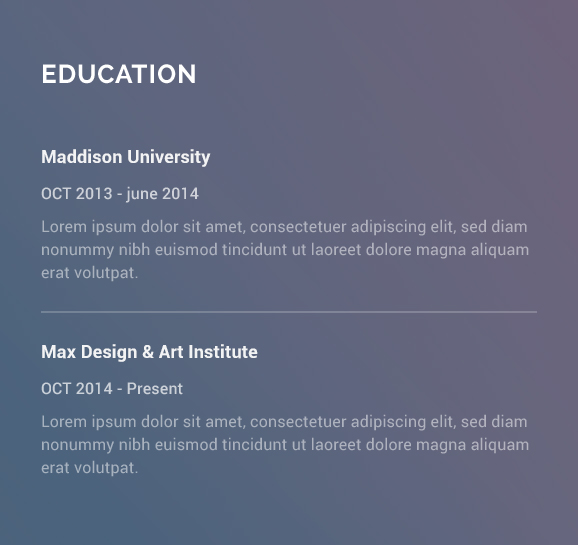 EDUCATION
Maddison University
OCT 2013 - june 2014
Lorem ipsum dolor sit amet, consectetuer adipiscing elit, sed diam
nonummy nibh euismod tincidunt ut laoreet dolore magna aliquam
erat volutpat.
Max Design & Art Institute
OCT 2014 - Present
Lorem ipsum dolor sit amet, consectetuer adipiscing elit, sed diam
nonummy nibh euismod tincidunt ut laoreet dolore magna aliquam
erat volutpat.